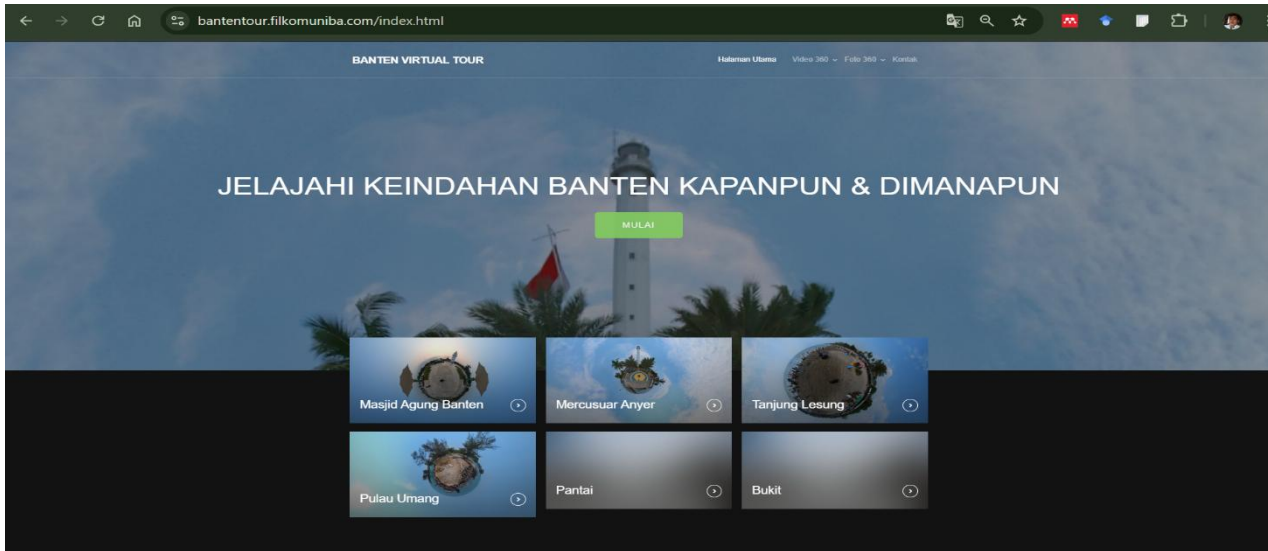 bantentour.filkomuniba.com/index.html
BANTEN VIRTUAL TOUR
Halaman Utama Video 360 Foto 360 Kontak
JELAJAHI KEINDAHAN BANTEN KAPANPUN & DIMANAPUN
MULAI
Masjid Agung Banten
Mercusuar Anyer
Tanjung Lesung
Pulau Umang
Pantai
Bukit